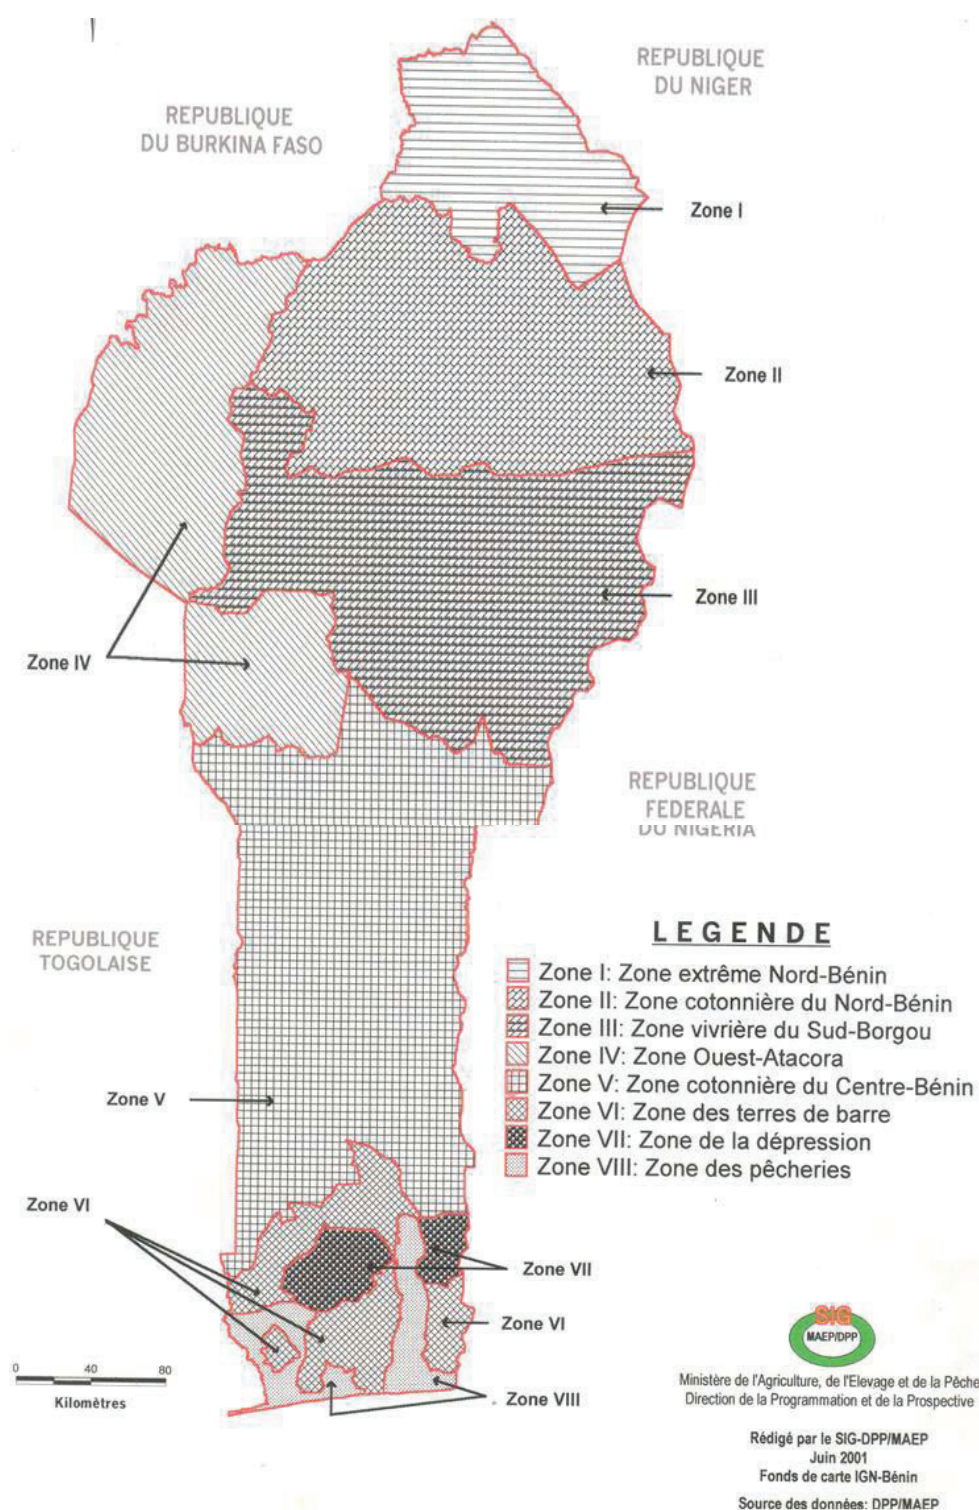 REPUBLIQUE
DU NIGER
REPUBLIQUE
DU BURKINA FASO
Zone I
Zone II
Zone III
Zone IV
REPUBLIQUE
FEDERALE
DU NIGERIA
REPUBLIQUE
TOGOLAISE
LEGENDE
Zone I: Zone extrême Nord-Bénin
Zone II: Zone cotonnière du Nord-Bénin
Zone III: Zone vivrière du Sud-Borgou
Zone IV: Zone Ouest-Atacora
Zone V: Zone cotonnière du Centre-Bénin
Zone VI: Zone des terres de barre
Zone VII: Zone de la dépression
Zone VIII: Zone des pêcheries
Zone V
Zone VI
Zone VII
Zone VI
Zone VIII
0 40 80
Kilomètres
SIG
MAEP/DPP
Ministère de l'Agriculture, de l'Elevage et de la Pêche
Direction de la Programmation et de la Prospective
Rédigé par le SIG-DPP/MAEP
Juin 2001
Fonds de carte IGN-Bénin
Source des données: DPP/MAEP